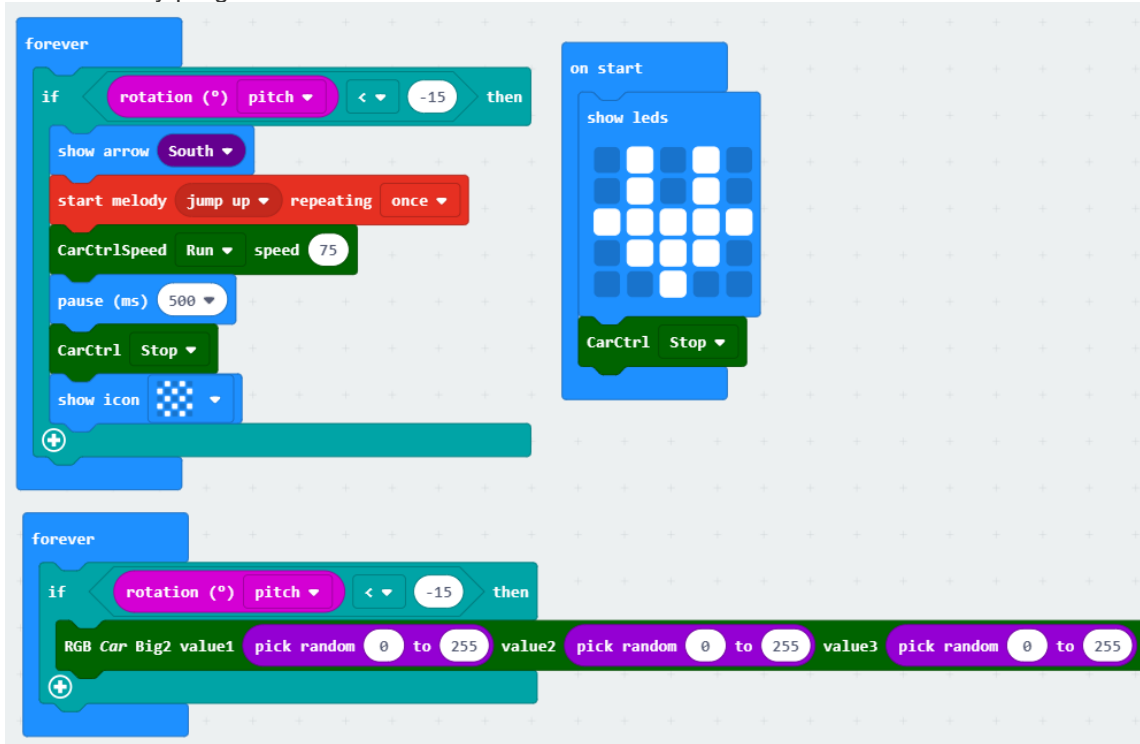 forever
if rotation (º) pitch < -15 then
show arrow South
start melody jump up repeating once
CarCtrlSpeed Run speed 75
pause (ms) 500
CarCtrl Stop
show icon
on start
show leds
CarCtrl Stop
forever
if rotation (º) pitch < -15 then
RGB Car Big2 value1 pick random 0 to 255 value2 pick random 0 to 255 value3 pick random 0 to 255